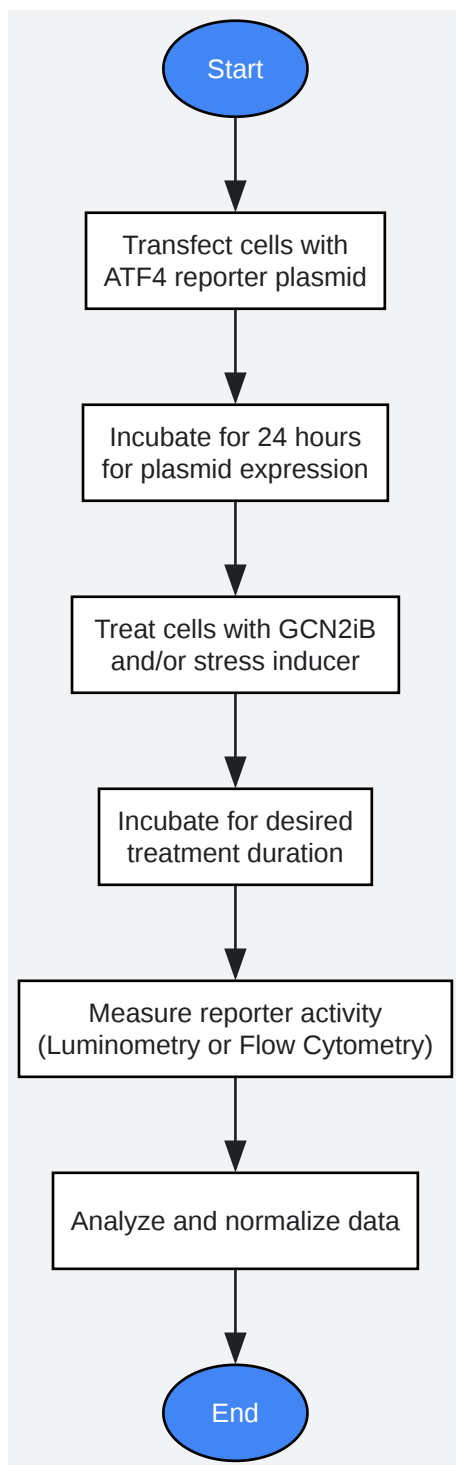 Start
Transfect cells with
ATF4 reporter plasmid
Incubate for 24 hours
for plasmid expression
Treat cells with GCN2iB
and/or stress inducer
Incubate for desired
treatment duration
Measure reporter activity
(Luminometry or Flow Cytometry)
Analyze and normalize data
End